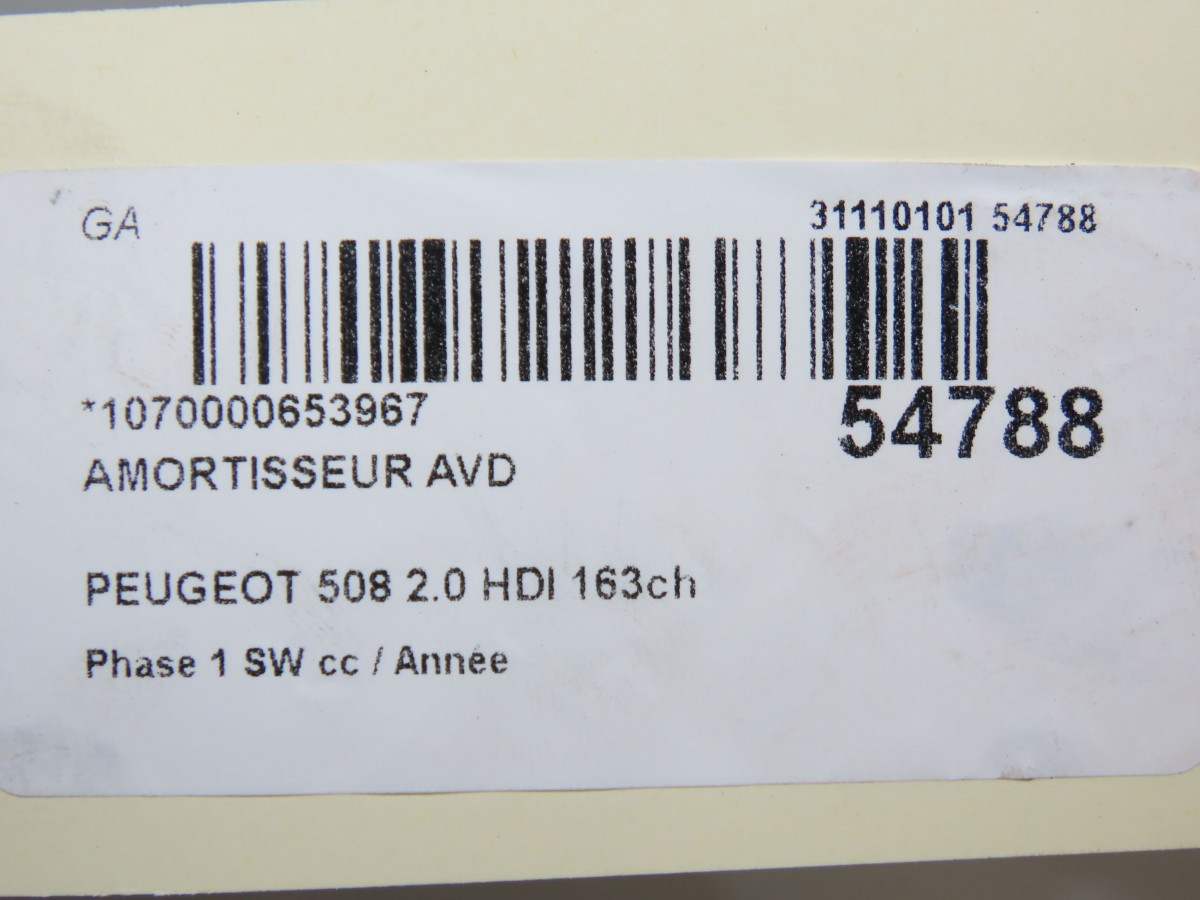 GA
31110101 54788
*1070000653967
54788
AMORTISSEUR AVD
PEUGEOT 508 2.0 HDI 163ch
Phase 1 SW cc / Année